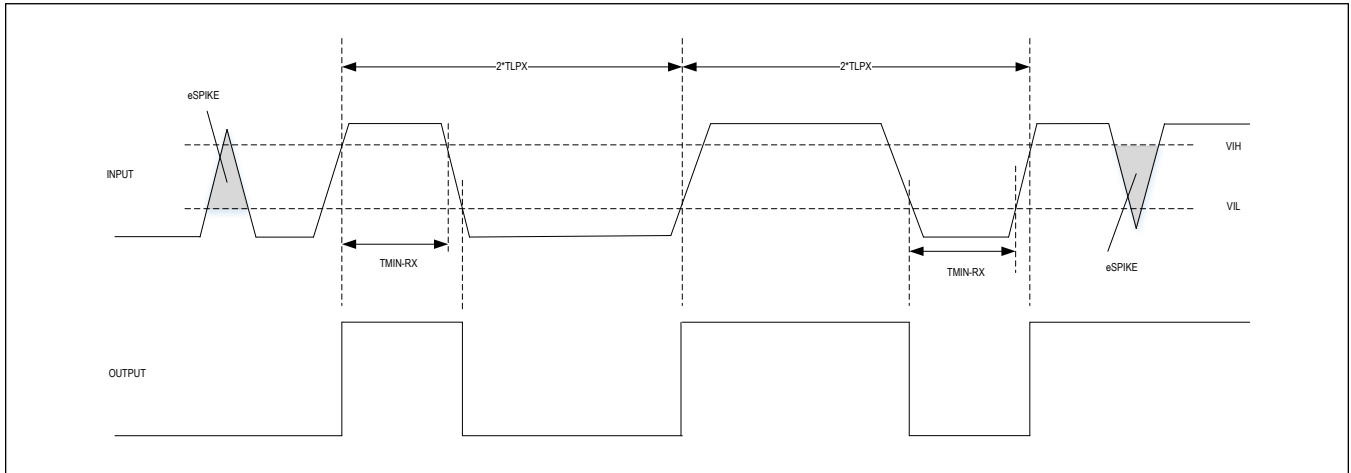 2*TLPX
2*TLPX
eSPIKE
VIH
INPUT
VIL
TMIN-RX
TMIN-RX
eSPIKE
OUTPUT